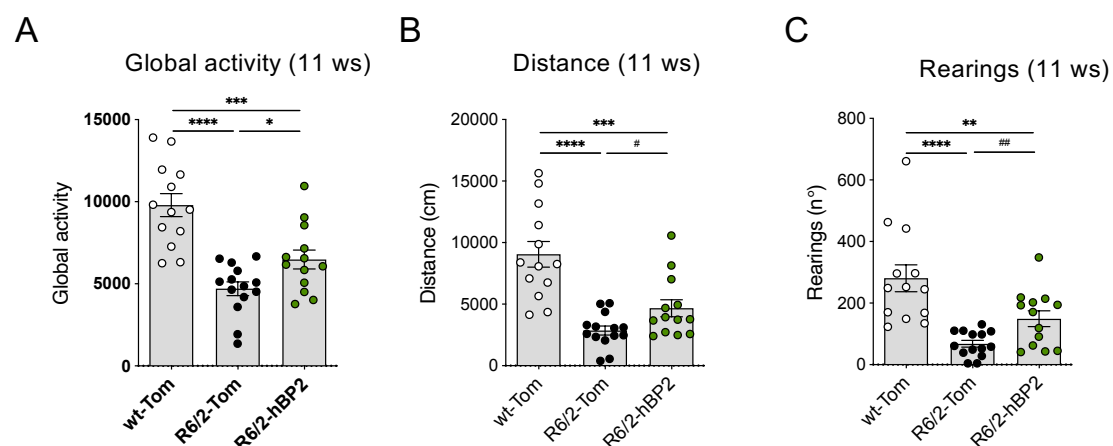 A
Global activity (11 ws)
***
****
*
15000
10000
5000
0
Global activity
wt-Tom
R6/2-Tom
R6/2-hBP2
B
Distance (11 ws)
***
****
#
20000
15000
10000
5000
0
Distance (cm)
wt-Tom
R6/2-Tom
R6/2-hBP2
C
Rearings (11 ws)
**
****
##
800
600
400
200
0
Rearings (n°)
wt-Tom
R6/2-Tom
R6/2-hBP2